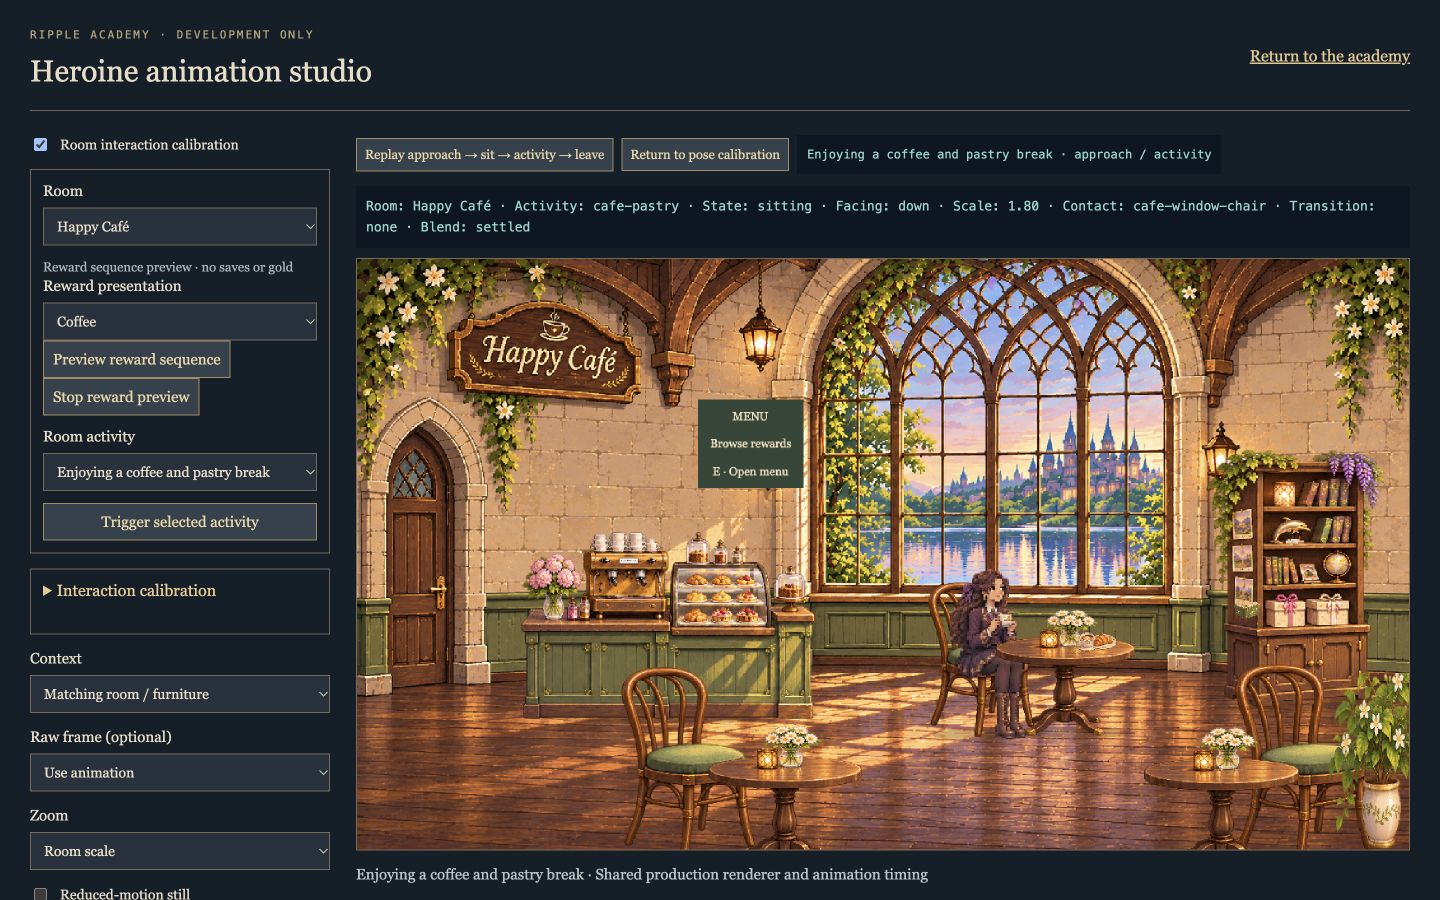 RIPPLE ACADEMY · DEVELOPMENT ONLY
Heroine animation studio
Return to the academy
Room interaction calibration
Room
Happy Café
Reward sequence preview · no saves or gold
Reward presentation
Coffee
Preview reward sequence
Stop reward preview
Room activity
Enjoying a coffee and pastry break
Trigger selected activity
Interaction calibration
Context
Matching room / furniture
Raw frame (optional)
Use animation
Zoom
Room scale
Reduced-motion still
Replay approach → sit → activity → leave
Return to pose calibration
Enjoying a coffee and pastry break · approach / activity
Room: Happy Café · Activity: cafe-pastry · State: sitting · Facing: down · Scale: 1.80 · Contact: cafe-window-chair · Transition:
none · Blend: settled
Happy Café
MENU
Browse rewards
E · Open menu
Enjoying a coffee and pastry break · Shared production renderer and animation timing